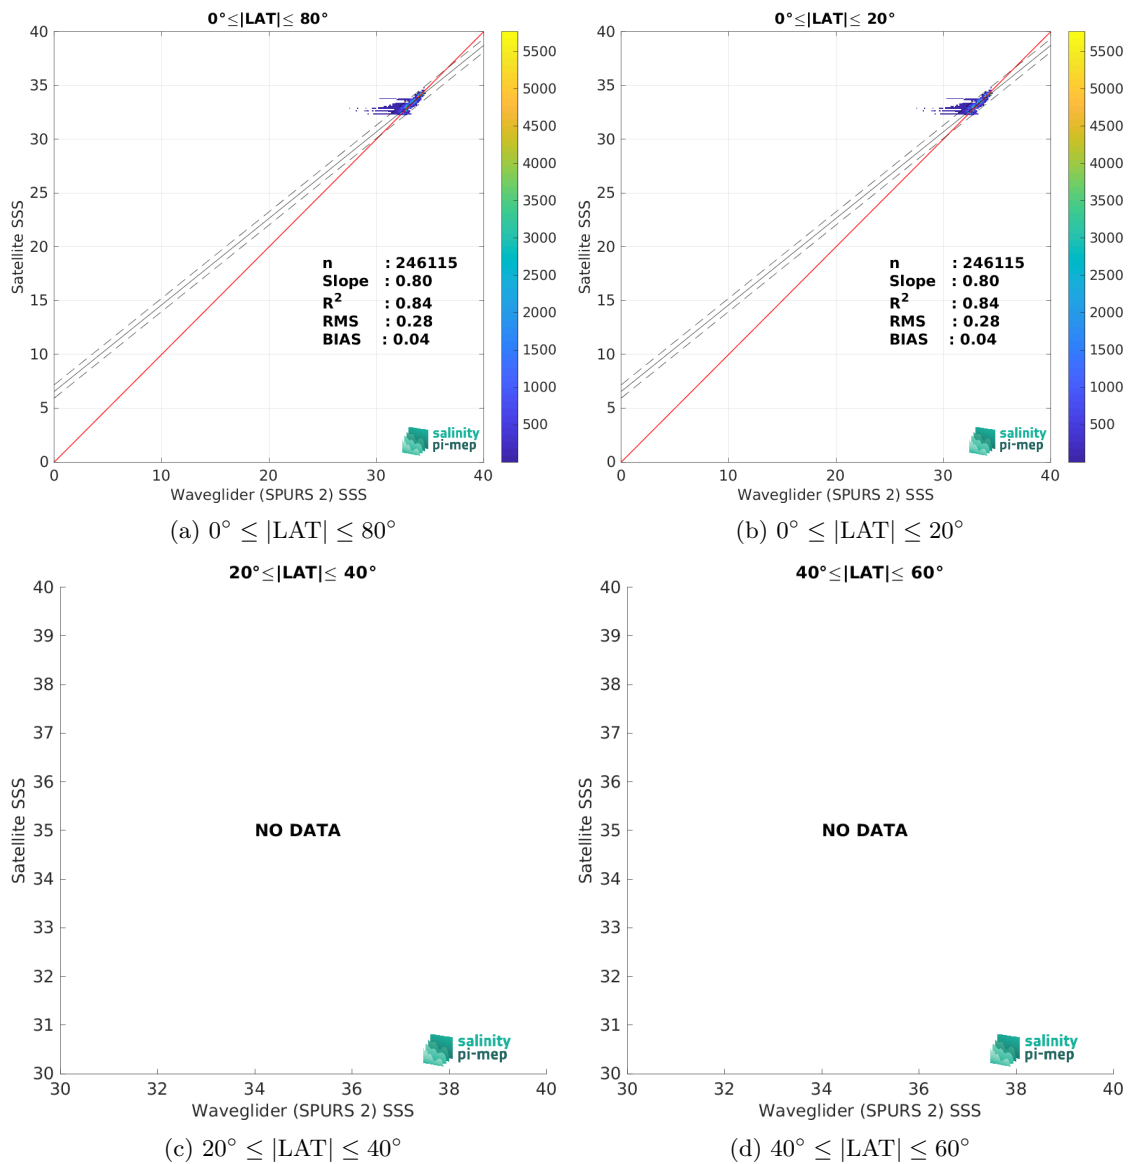 0°≤|LAT|≤ 80°
40
35
30
25
20
15
10
5
0
0
10
20
30
40
Satellite SSS
Waveglider (SPURS 2) SSS
n : 246115
Slope : 0.80
R² : 0.84
RMS : 0.28
BIAS : 0.04
salinity
pi-mep
5500
5000
4500
4000
3500
3000
2500
2000
1500
1000
500
(a) 0° ≤ |LAT| ≤ 80°
0°≤|LAT|≤ 20°
40
35
30
25
20
15
10
5
0
0
10
20
30
40
Satellite SSS
Waveglider (SPURS 2) SSS
n : 246115
Slope : 0.80
R² : 0.84
RMS : 0.28
BIAS : 0.04
salinity
pi-mep
5500
5000
4500
4000
3500
3000
2500
2000
1500
1000
500
(b) 0° ≤ |LAT| ≤ 20°
20°≤|LAT|≤ 40°
40
39
38
37
36
35
34
33
32
31
30
30
32
34
36
38
40
Satellite SSS
NO DATA
salinity
pi-mep
Waveglider (SPURS 2) SSS
(c) 20° ≤ |LAT| ≤ 40°
40°≤|LAT|≤ 60°
40
39
38
37
36
35
34
33
32
31
30
30
32
34
36
38
40
Satellite SSS
NO DATA
salinity
pi-mep
Waveglider (SPURS 2) SSS
(d) 40° ≤ |LAT| ≤ 60°